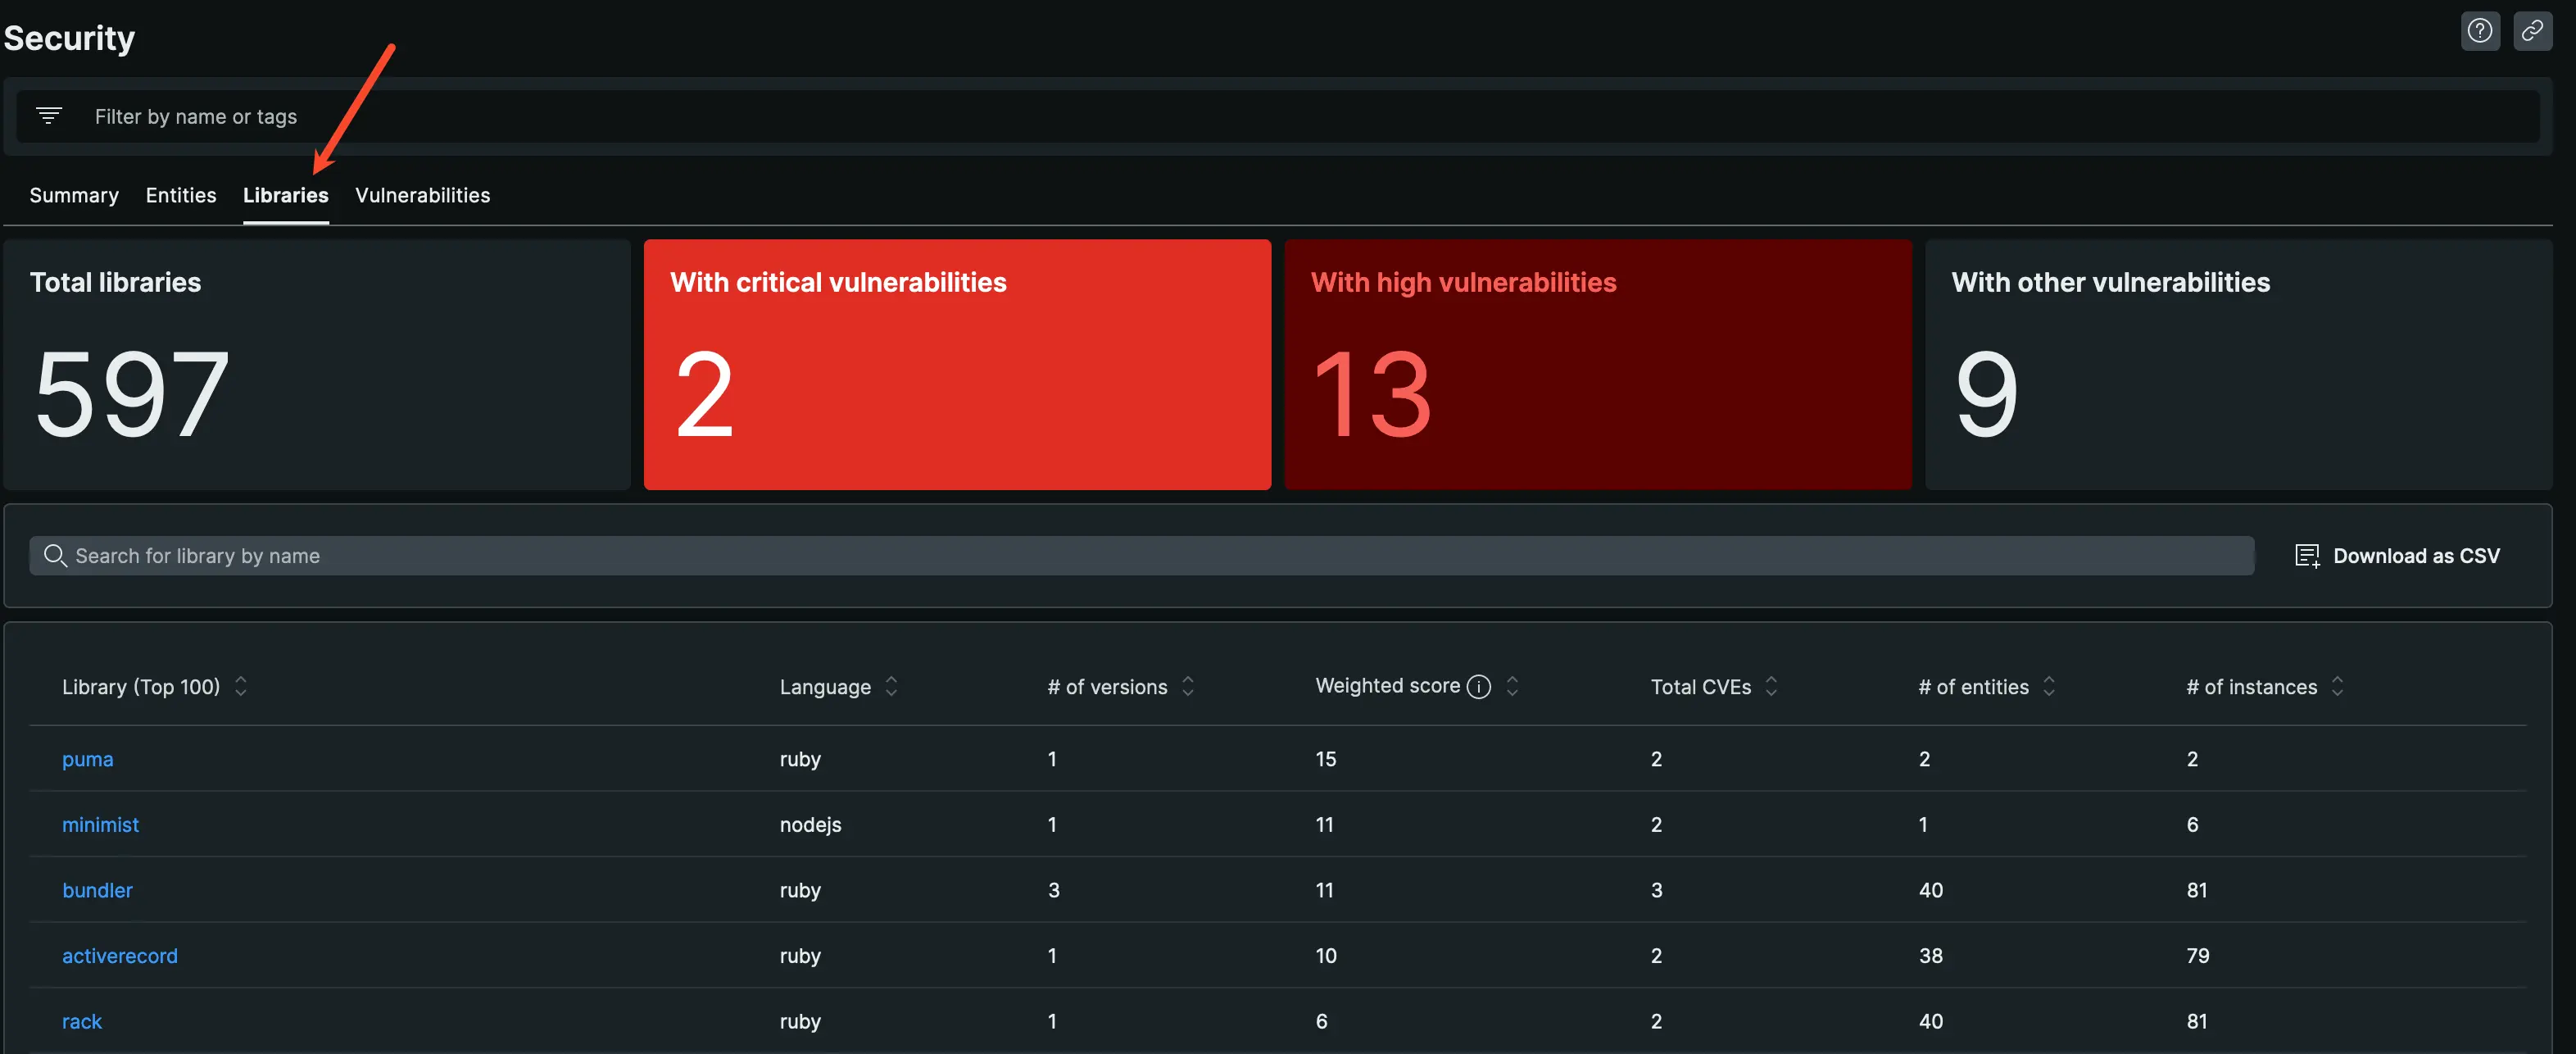 Security
Filter by name or tags
Summary Entities Libraries Vulnerabilities
Total libraries With critical vulnerabilities With high vulnerabilities With other vulnerabilities
597 2 13 9
Search for library by name Download as CSV
Library (Top 100) Language # of versions Weighted score Total CVEs # of entities # of instances
puma ruby 1 15 2 2 2
minimist nodejs 1 11 2 1 6
bundler ruby 3 11 3 40 81
activerecord ruby 1 10 2 38 79
rack ruby 1 6 2 40 81